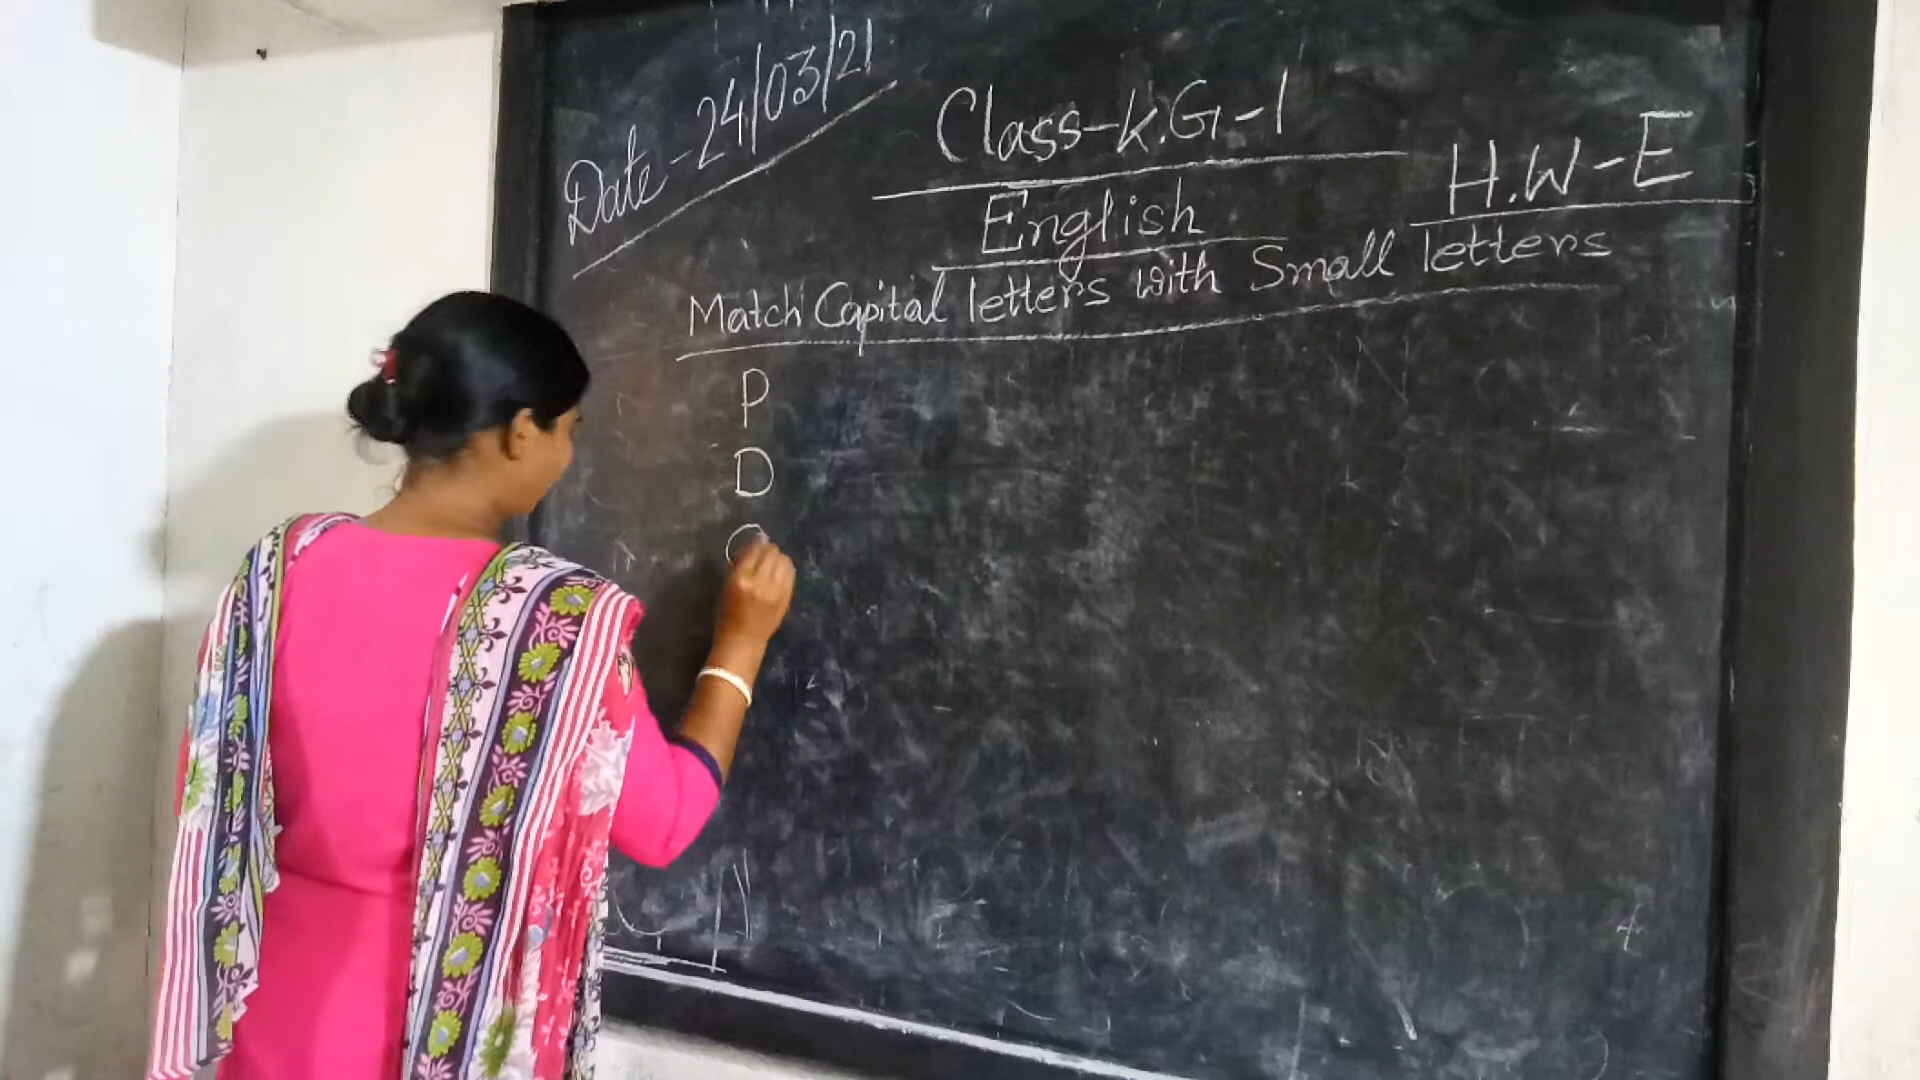 Date - 24/03/21
Class - K.G - 1
H.W - E
English
Match Capital letters with Small letters
P
D